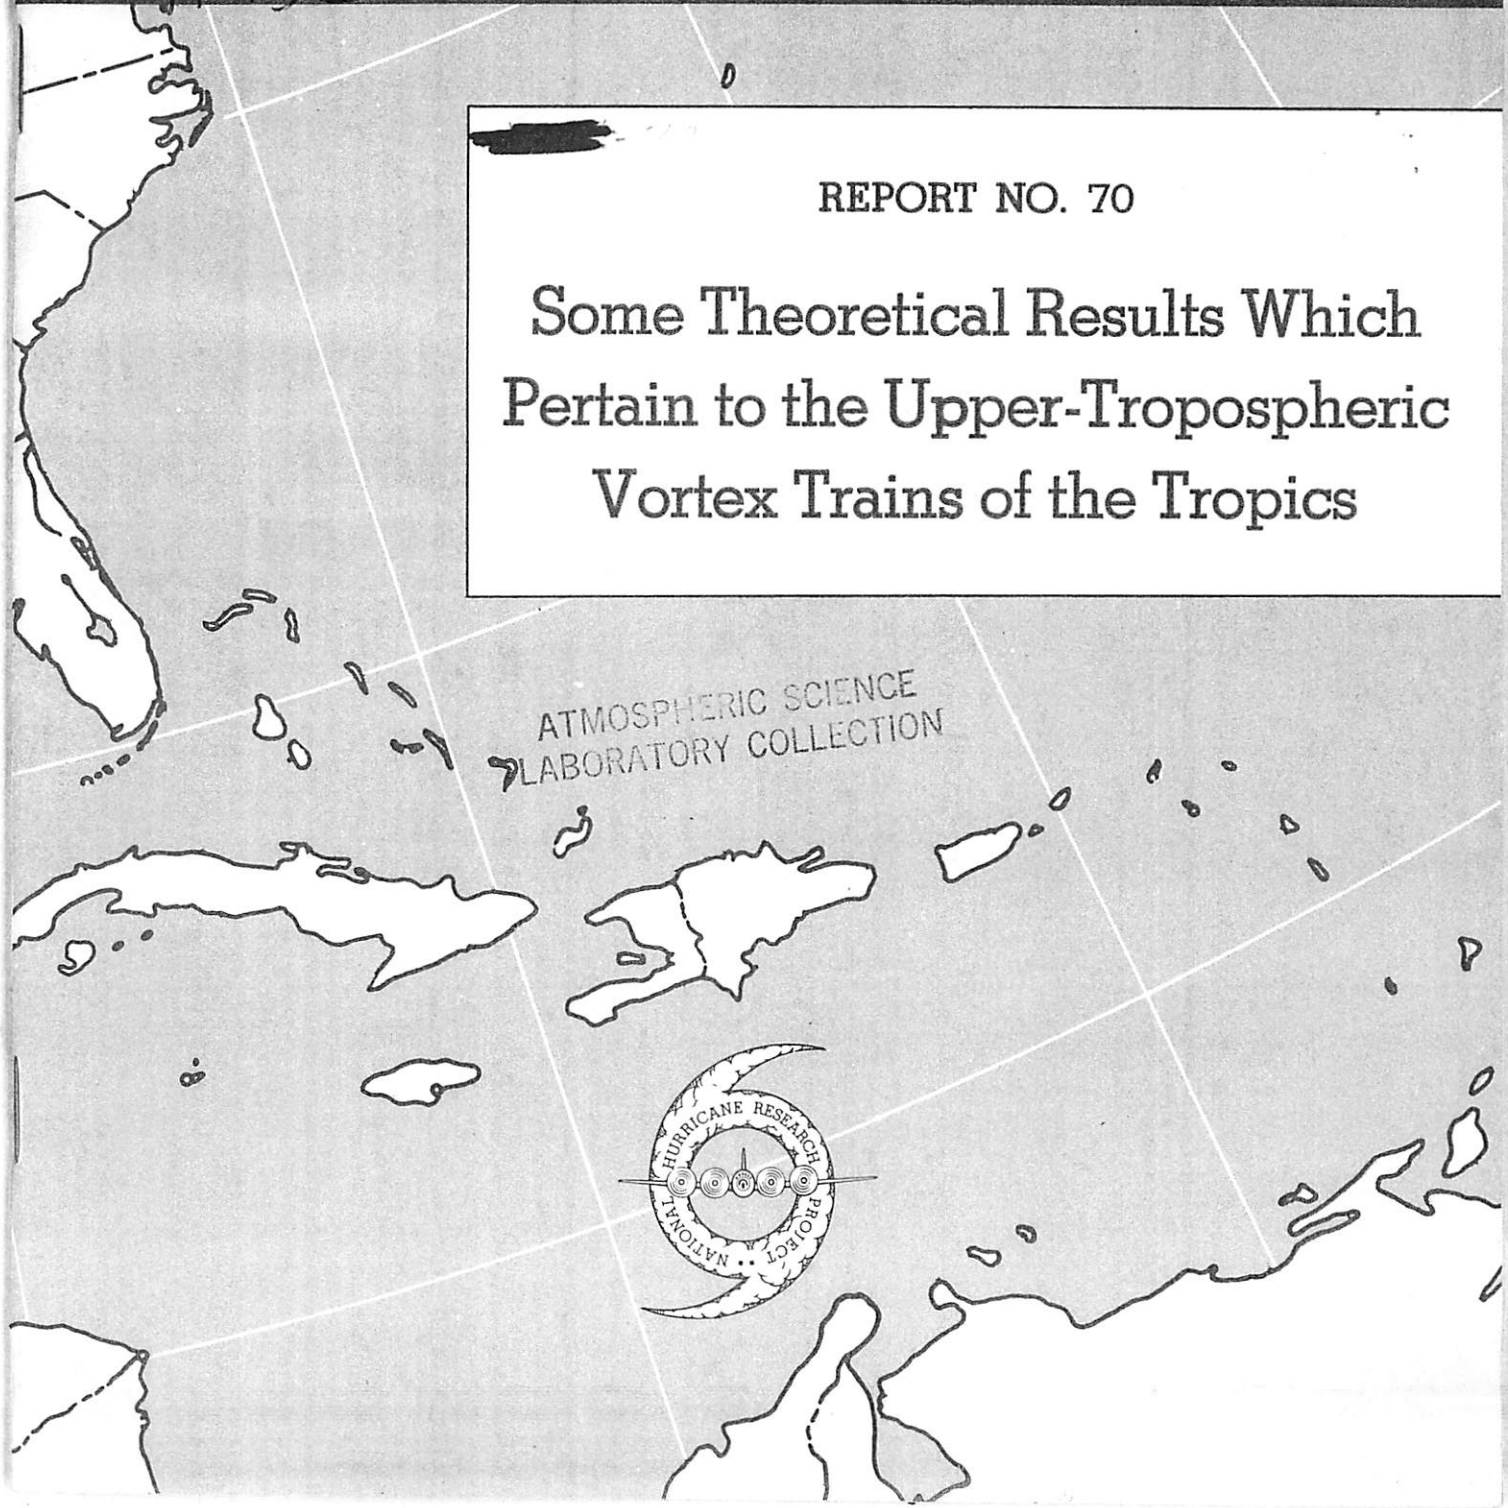 REPORT NO. 70
Some Theoretical Results Which
Pertain to the Upper-Tropospheric
Vortex Trains of the Tropics
ATMOSPHERIC SCIENCE
LABORATORY COLLECTION
NATIONAL HURRICANE RESEARCH PROJECT